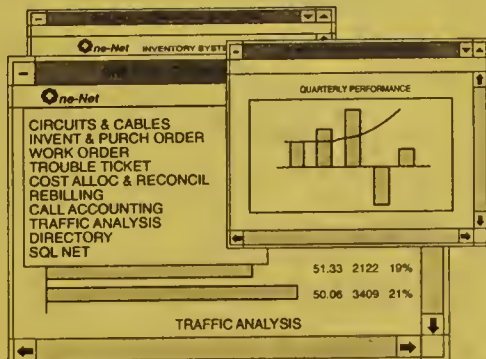 One-Net INVENTORY SYSTE
One-Net
CIRCUITS & CABLES
INVENT & PURCH ORDER
WORK ORDER
TROUBLE TICKET
COST ALLOC & RECONCIL
REBILLING
CALL ACCOUNTING
TRAFFIC ANALYSIS
DIRECTORY
SQL NET
QUARTERLY PERFORMANCE
51.33 2122 19%
50.06 3409 21%
TRAFFIC ANALYSIS